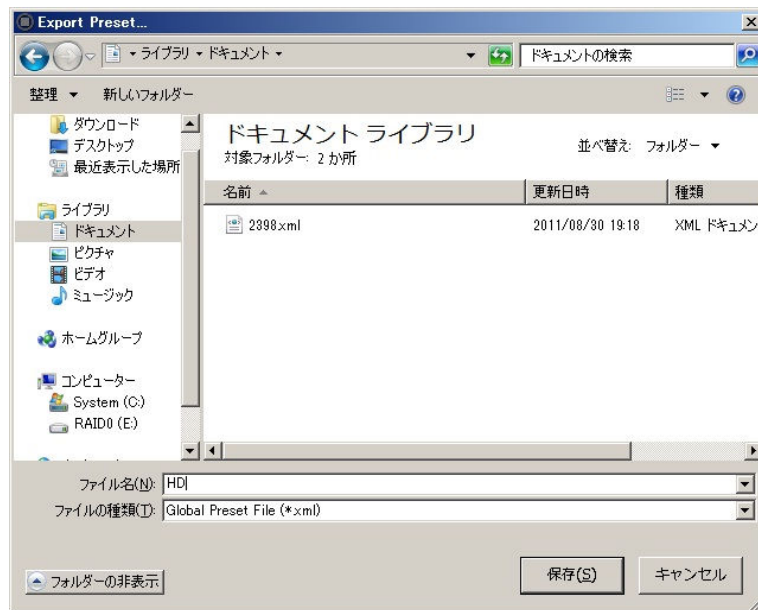 Export Preset...
ライブラリ ドキュメント
ドキュメントの検索
整理
新しいフォルダー
ダウンロード
デスクトップ
最近表示した場所
ライブラリ
ドキュメント
ピクチャ
ビデオ
ミュージック
ホームグループ
コンピューター
System (C:)
RAID0 (E:)
ドキュメント ライブラリ
対象フォルダー: 2 か所
並べ替え: フォルダー
名前 更新日時 種類
2398.xml 2011/08/30 19:18 XML ドキュメン
ファイル名(N): HD
ファイルの種類(T): Global Preset File (*.xml)
フォルダーの非表示
保存(S)
キャンセル